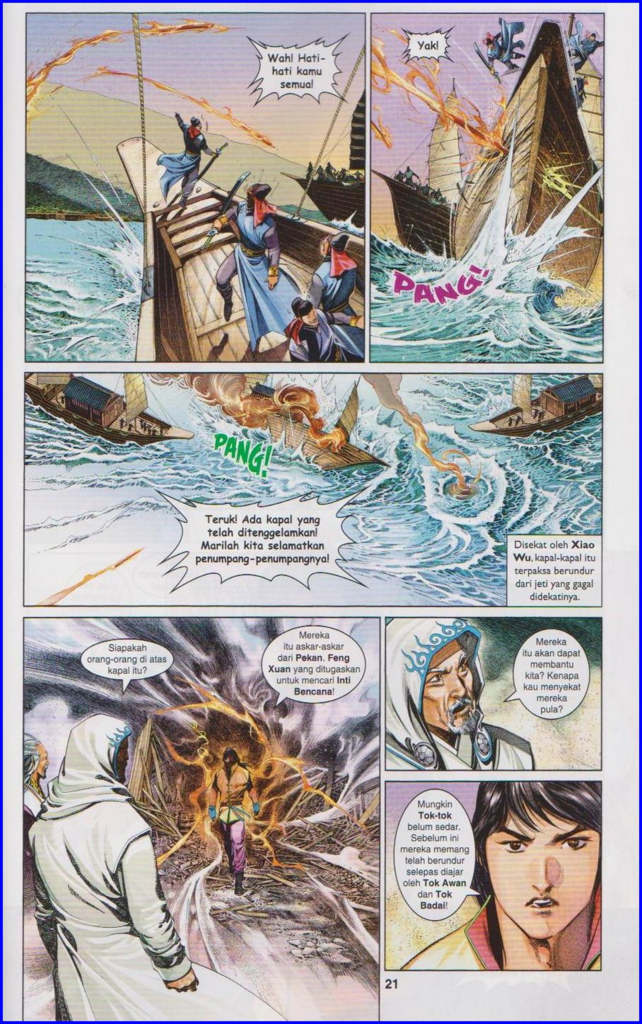 Wah! Hati-
hati kamu
semua!
Yak!
PANG!
PANG!
Teruk! Ada kapal yang
telah ditenggelamkan!
Marilah kita selamatkan
penumpang-penumpangnya!
Disekat oleh Xiao
Wu, kapal-kapal itu
terpaksa berundur
dari jeti yang gagal
didekatinya.
Siapakah
orang-orang di atas
kapal itu?
Mereka
itu askar-askar
dari Pekan. Feng
Xuan yang ditugaskan
untuk mencari Inti
Bencana!
Mereka
itu akan dapat
membantu
kita? Kenapa
kau menyekat
mereka
pula?
Mungkin
Tok-tok
belum sedar.
Sebelum ini
mereka memang
telah berundur
selepas diajar
oleh Tok Awan
dan Tok
Badai!
21